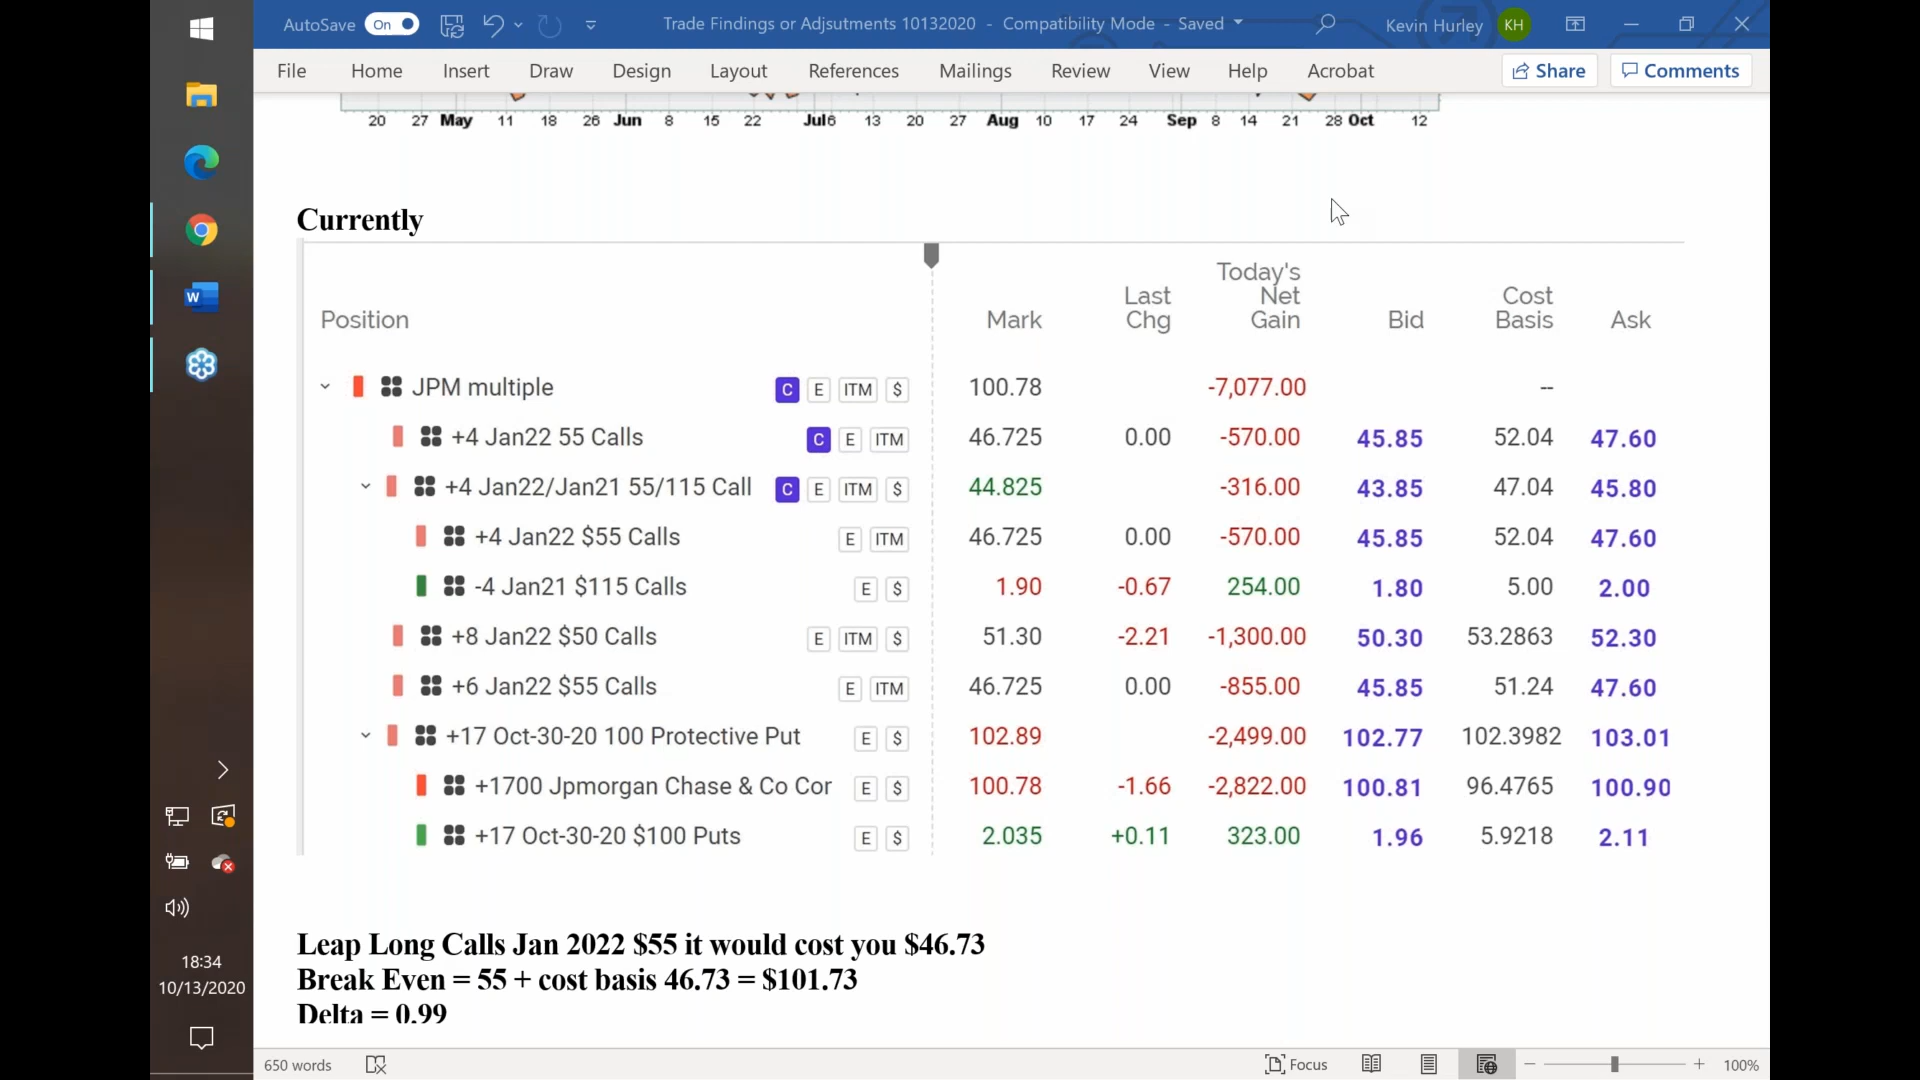 AutoSave On Trade Findings or Adjsutments 10132020 - Compatibility Mode - Saved Kevin Hurley KH
File Home Insert Draw Design Layout References Mailings Review View Help Acrobat Share Comments
20 27 May 11 18 26 Jun 8 15 22 Jul6 13 20 27 Aug 10 17 24 Sep 8 14 21 28 Oct 12
Currently
Position Mark Last Chg Today's Net Gain Bid Cost Basis Ask
JPM multiple C E ITM $ 100.78 -7,077.00 --
+4 Jan22 55 Calls C E ITM 46.725 0.00 -570.00 45.85 52.04 47.60
+4 Jan22/Jan21 55/115 Call C E ITM $ 44.825 -316.00 43.85 47.04 45.80
+4 Jan22 $55 Calls E ITM 46.725 0.00 -570.00 45.85 52.04 47.60
-4 Jan21 $115 Calls E $ 1.90 -0.67 254.00 1.80 5.00 2.00
+8 Jan22 $50 Calls E ITM $ 51.30 -2.21 -1,300.00 50.30 53.2863 52.30
+6 Jan22 $55 Calls E ITM 46.725 0.00 -855.00 45.85 51.24 47.60
+17 Oct-30-20 100 Protective Put E $ 102.89 -2,499.00 102.77 102.3982 103.01
+1700 Jpmorgan Chase & Co Cor E $ 100.78 -1.66 -2,822.00 100.81 96.4765 100.90
+17 Oct-30-20 $100 Puts E $ 2.035 +0.11 323.00 1.96 5.9218 2.11
Leap Long Calls Jan 2022 $55 it would cost you $46.73
Break Even = 55 + cost basis 46.73 = $101.73
Delta = 0.99
18:34
10/13/2020
650 words Focus 100%